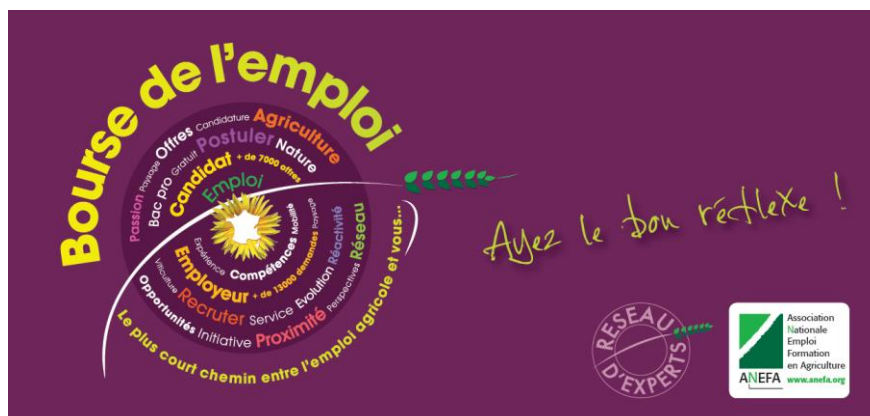 Bourse de l'emploi
Passion Paysage Offres Candidature Agriculture
Bac pro Gratuit Postuler Nature
Candidat + de 7000 offres
Emploi
Expérience Compétences Mobilité
Employeur + de 13000 demandes Paysage
Viticulture Recruter Service Evolution Réactivité
Opportunités Initiative Proximité Perspectives Réseau
Le plus court chemin entre l'emploi agricole et vous...
Ayez le bon réflexe !
RESEAU
D'EXPERTS
Association
Nationale
Emploi
Formation
en Agriculture
ANEFA www.anefa.org